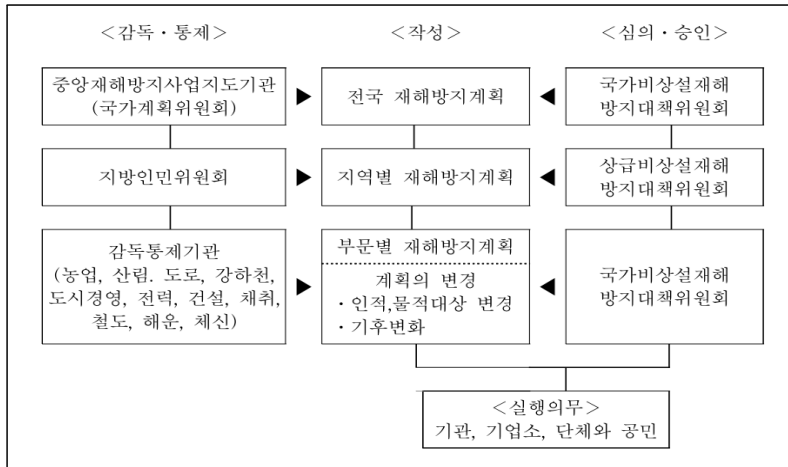 <감독·통제>
<작성>
<심의·승인>
중앙재해방지사업지도기관
(국가계획위원회)
전국 재해방지계획
국가비상설재해
방지대책위원회
지방인민위원회
지역별 재해방지계획
상급비상설재해
방지대책위원회
감독통제기관
(농업, 산림. 도로, 강하천,
도시경영, 전력, 건설, 채취,
철도, 해운, 체신)
부문별 재해방지계획
계획의 변경
·인적,물적대상 변경
·기후변화
국가비상설재해
방지대책위원회
<실행의무>
기관, 기업소, 단체와 공민